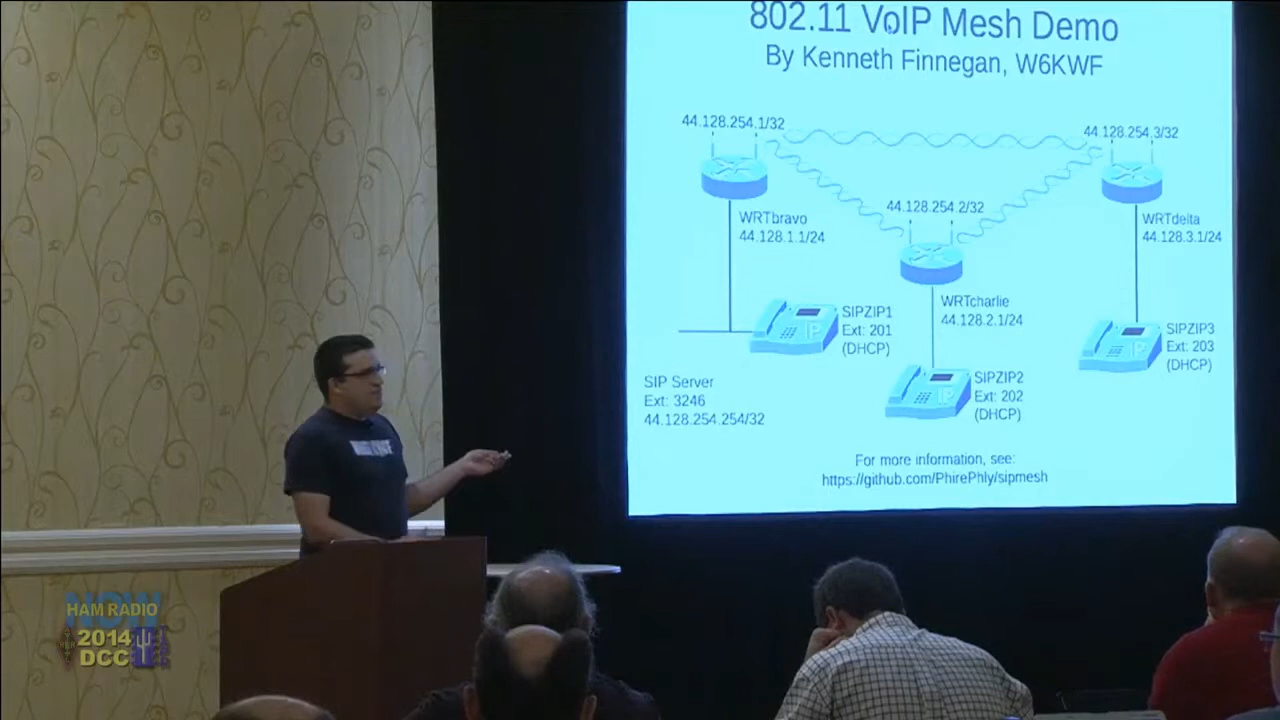 802.11 VoIP Mesh Demo
By Kenneth Finnegan, W6KWF
44.128.254.1/32
44.128.254.3/32
44.128.254.2/32
WRTbravo
44.128.1.1/24
WRTdelta
44.128.3.1/24
WRTcharlie
44.128.2.1/24
SIPZIP1
Ext: 201
(DHCP)
IP
SIPZIP3
Ext: 203
(DHCP)
IP
SIPZIP2
Ext: 202
(DHCP)
IP
SIP Server
Ext: 3246
44.128.254.254/32
For more information, see:
https://github.com/PhirePhly/sipmesh
NOW
HAM RADIO
2014
DCC